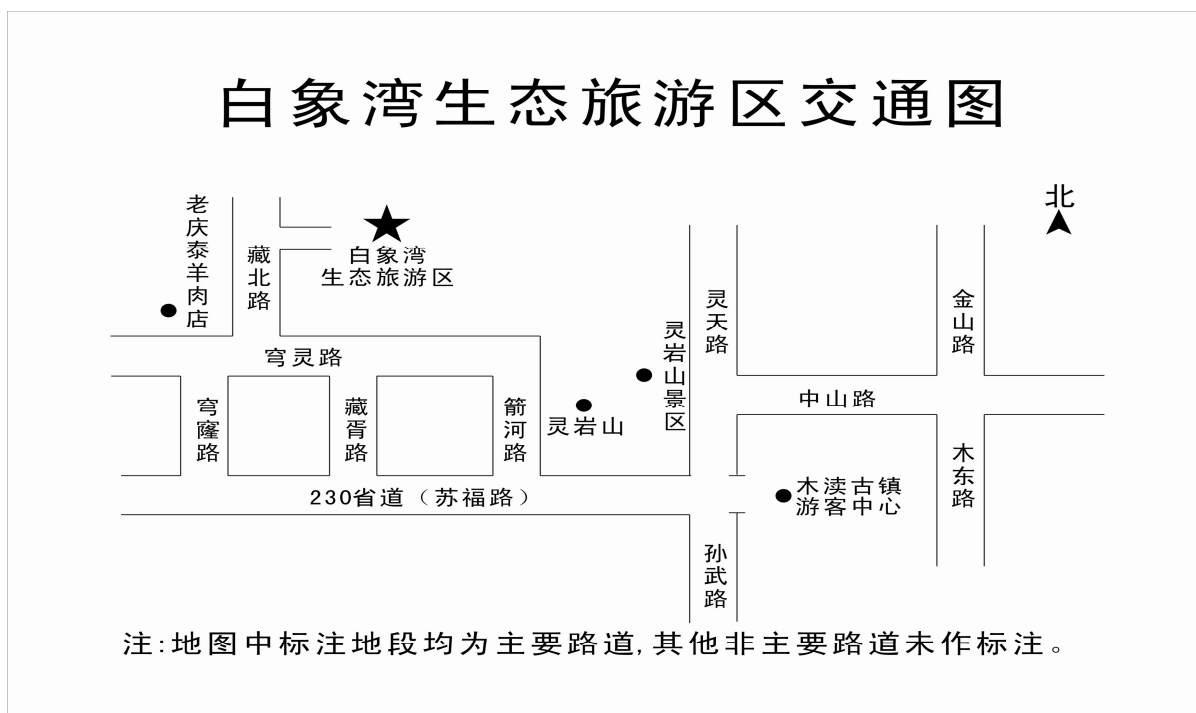 白象湾生态旅游区交通图
北
老庆泰羊肉店
藏北路
白象湾
生态旅游区
灵天路
金山路
灵岩山景区
穹灵路
中山路
穹窿路
藏胥路
箭河路
灵岩山
木东路
230省道（苏福路）
木渎古镇
游客中心
孙武路
注:地图中标注地段均为主要路道,其他非主要路道未作标注。